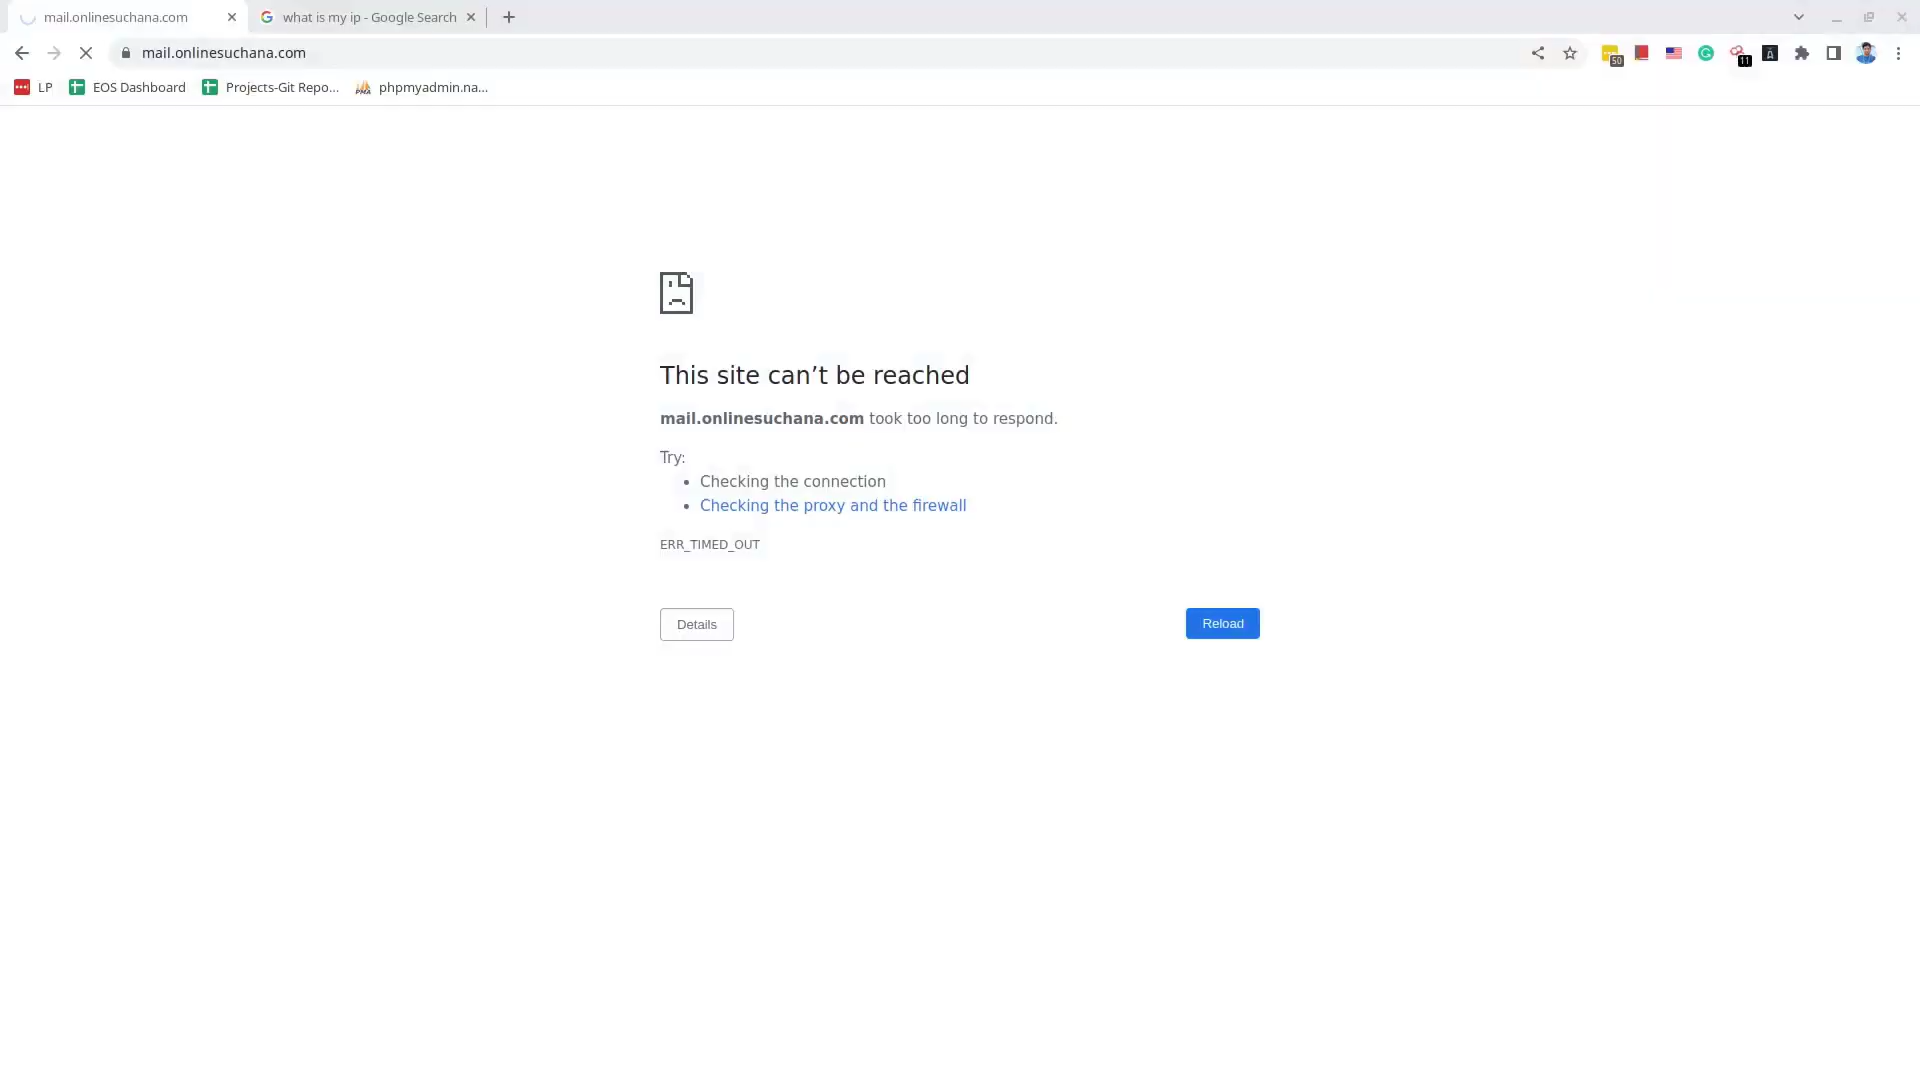 mail.onlinesuchana.com
what is my ip - Google Search
mail.onlinesuchana.com
50
11
LP
EOS Dashboard
Projects-Git Repo...
phpmyadmin.na...
This site can’t be reached
mail.onlinesuchana.com took too long to respond.
Try:
• Checking the connection
• Checking the proxy and the firewall
ERR_TIMED_OUT
Details
Reload